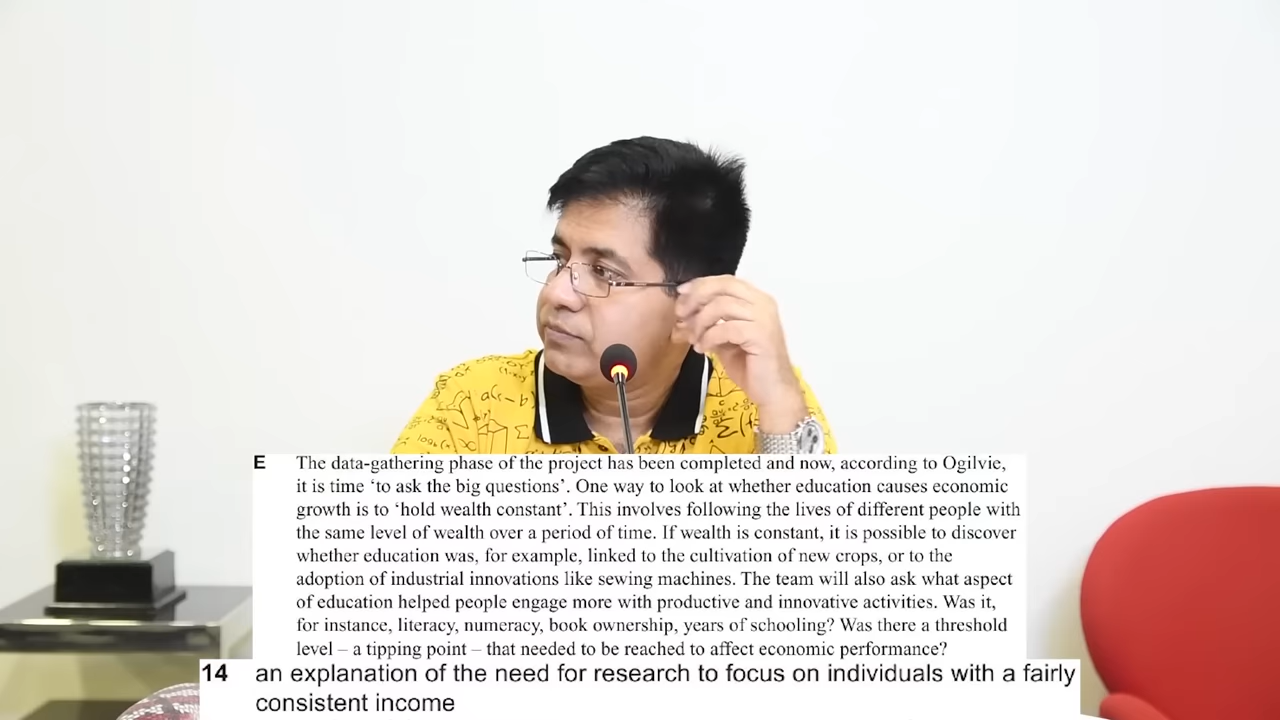 a(s-b)
E The data-gathering phase of the project has been completed and now, according to Ogilvie,
it is time ‘to ask the big questions’. One way to look at whether education causes economic
growth is to ‘hold wealth constant’. This involves following the lives of different people with
the same level of wealth over a period of time. If wealth is constant, it is possible to discover
whether education was, for example, linked to the cultivation of new crops, or to the
adoption of industrial innovations like sewing machines. The team will also ask what aspect
of education helped people engage more with productive and innovative activities. Was it,
for instance, literacy, numeracy, book ownership, years of schooling? Was there a threshold
level – a tipping point – that needed to be reached to affect economic performance?
14 an explanation of the need for research to focus on individuals with a fairly
consistent income